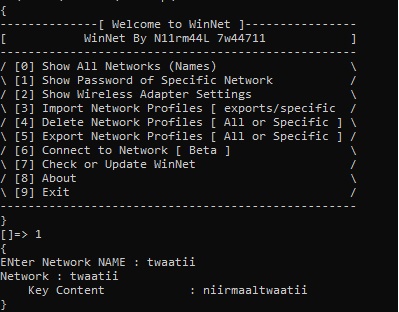 {
---------------[ Welcome to WinNet ]-----------------
[ WinNet By N11rm44L 7w44711 ]
-----------------------------------------------------
/ [0] Show All Networks (Names) \
\ [1] Show Password of Specific Network /
/ [2] Show Wireless Adapter Settings \
\ [3] Import Network Profiles [ exports/specific /
/ [4] Delete Network Profiles [ All or Specific ] \
\ [5] Export Network Profiles [ All or Specific ] /
/ [6] Connect to Network [ Beta ] \
\ [7] Check or Update WinNet /
/ [8] About \
\ [9] Exit /
-----------------------------------------------------
}
[]=> 1
{
ENter Network NAME : twaatii
Network : twaatii
Key Content : niirmaaltwaatii
}